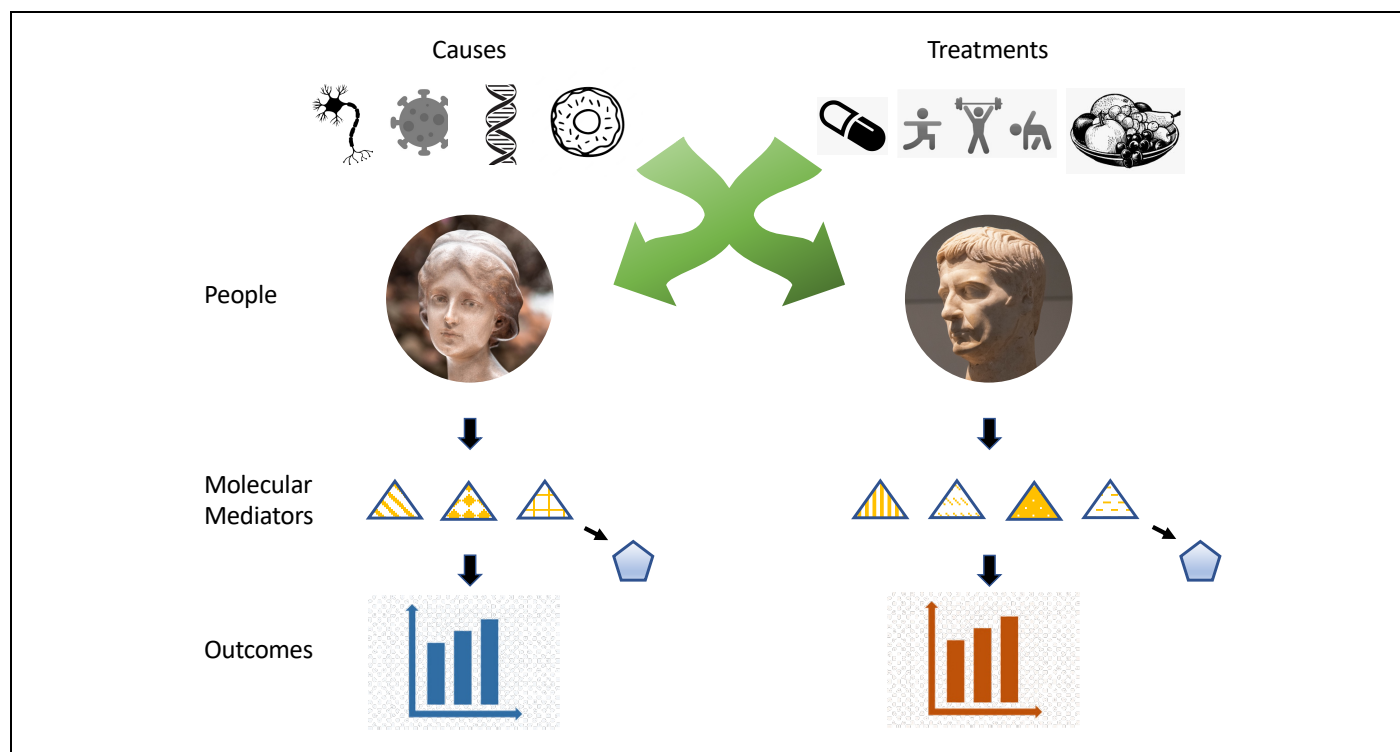 Causes
Treatments
People
Molecular
Mediators
Outcomes